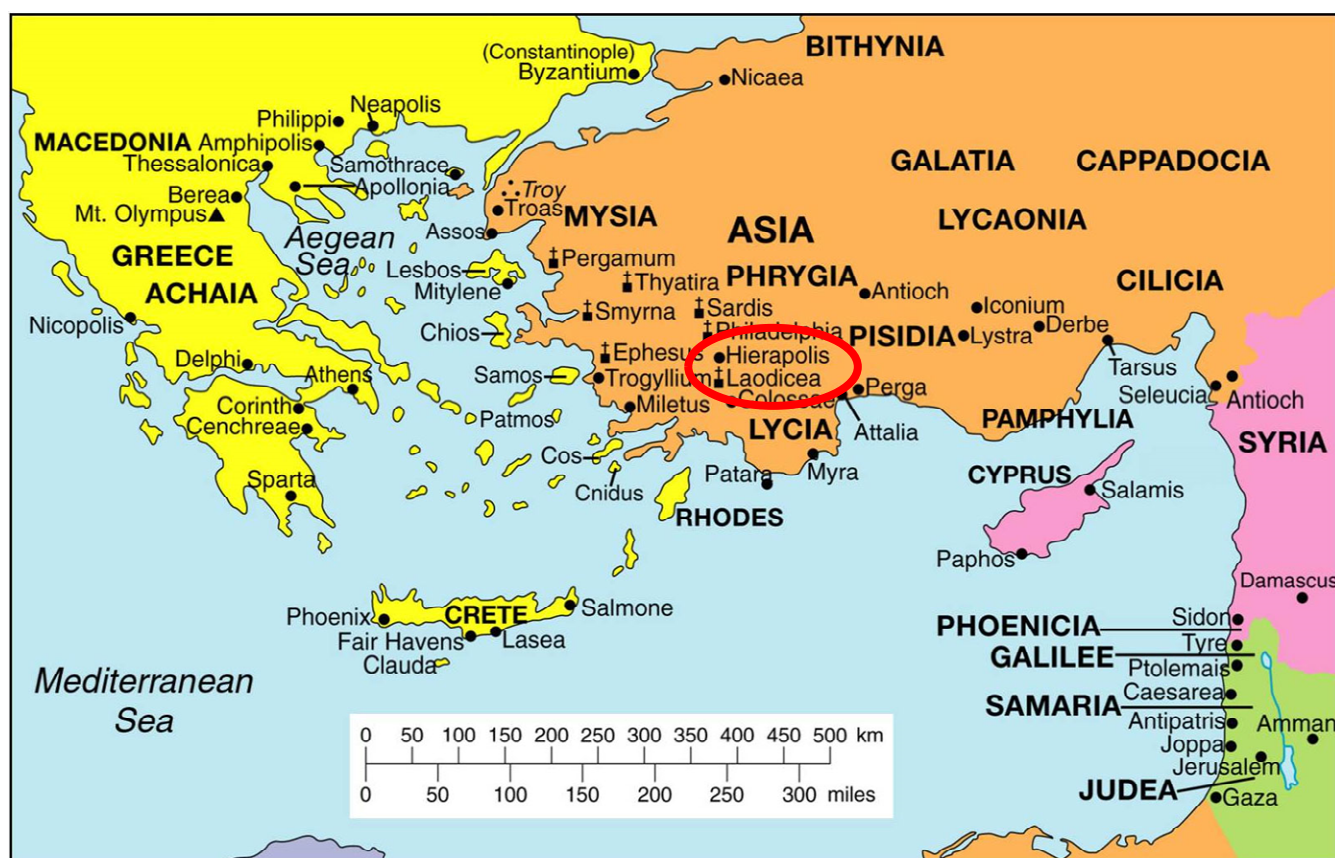 BITHYNIA
(Constantinople)
Byzantium
Nicaea
Neapolis
Philippi
MACEDONIA
Amphipolis
Thessalonica
Samothrace
Apollonia
GALATIA
CAPPADOCIA
Berea
Troy
Troas
Mt. Olympus
MYSIA
LYCAONIA
Assos
ASIA
Aegean
Sea
GREECE
Pergamum
Lesbos
PHRYGIA
CILICIA
Thyatira
ACHAIA
Mitylene
Antioch
Sardis
Iconium
Smyrna
Nicopolis
Chios
Philadelphia
PISIDIA
Lystra
Derbe
Delphi
Ephesus
Hierapolis
Tarsus
Athens
Samos
Trogyllium
Laodicea
Perga
Seleucia
Antioch
Corinth
Patmos
Miletus
Colossae
Cenchreae
LYCIA
Attalia
PAMPHYLIA
SYRIA
Cos
Sparta
Cnidus
Patara
Myra
CYPRUS
Salamis
RHODES
Paphos
Damascus
Phoenix
CRETE
Salmone
Sidon
PHOENICIA
Fair Havens
Lasea
Tyre
GALILEE
Clauda
Ptolemais
Mediterranean
Sea
Caesarea
SAMARIA
Antipatris
Amman
Joppa
Jerusalem
JUDEA
Gaza
0 50 100 150 220 250 300 350 380 400 500 km
0 50 100 150 200 250 300 miles